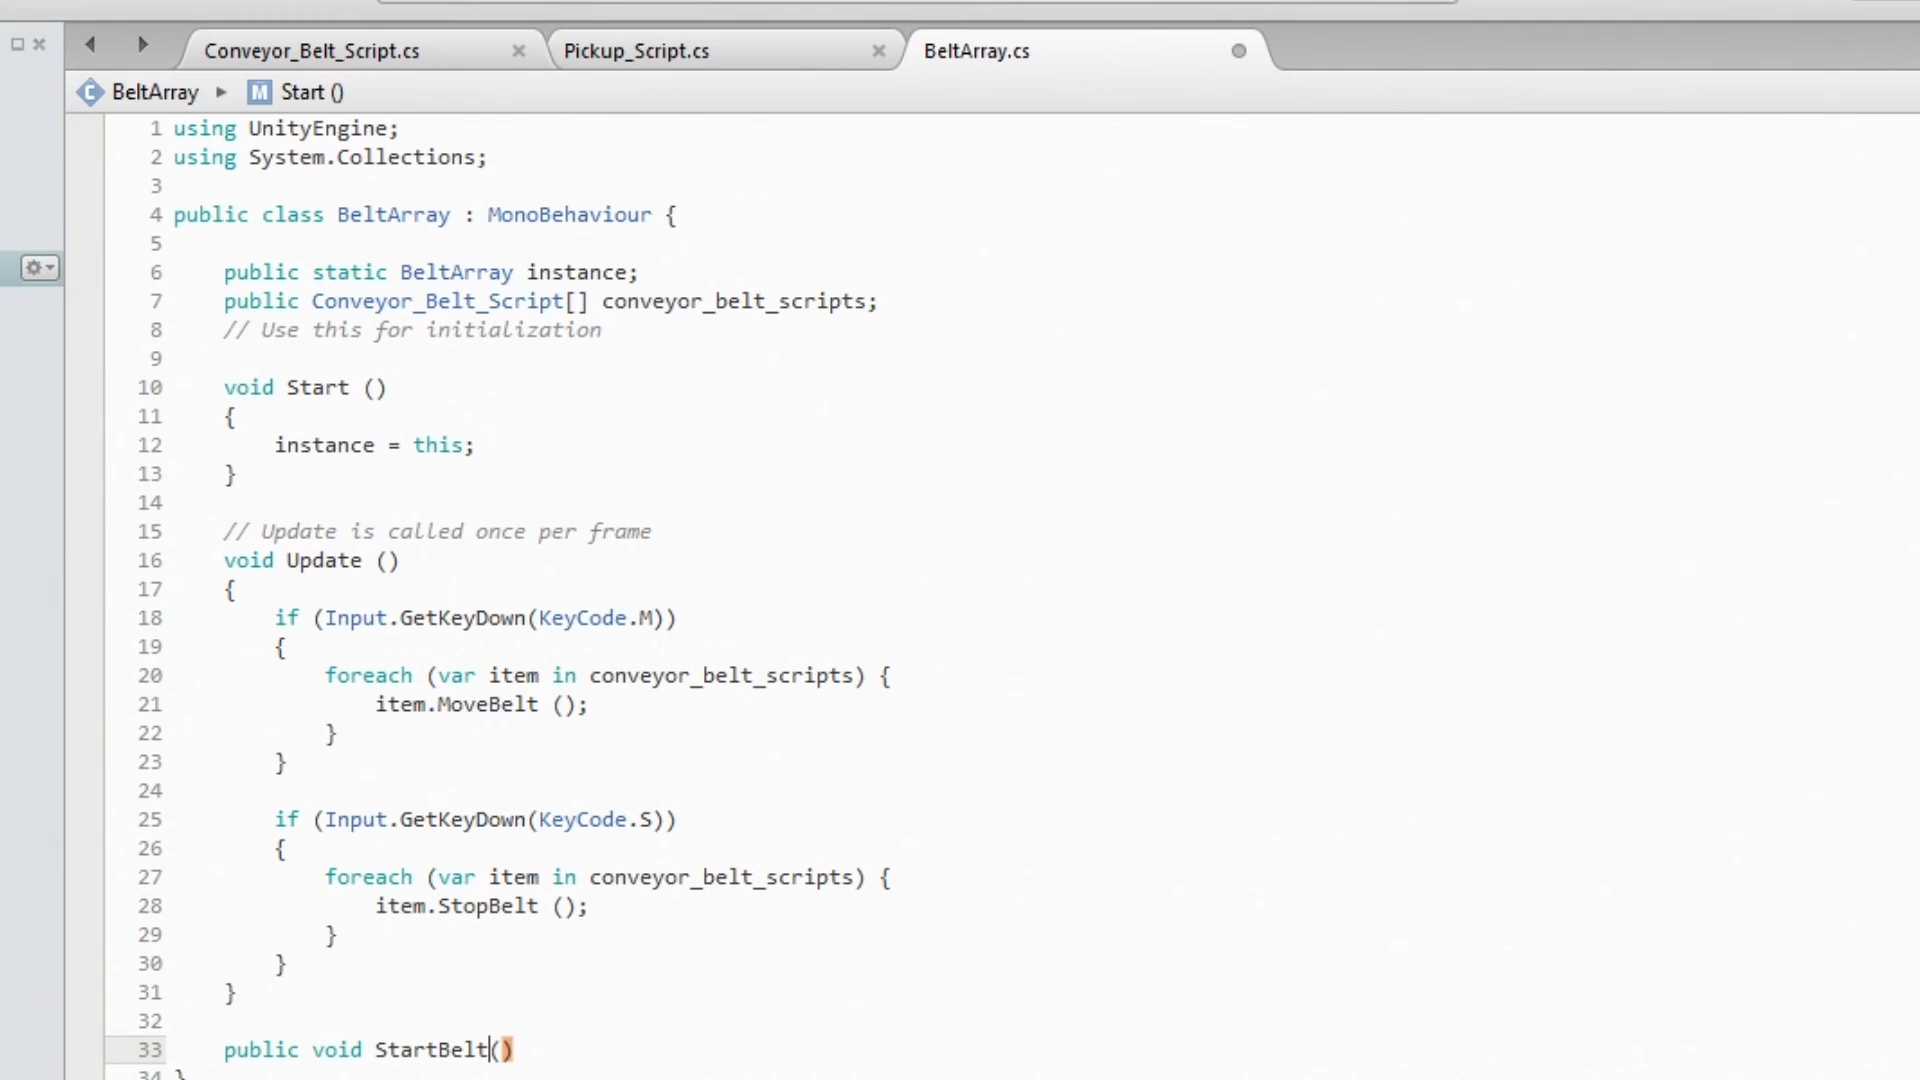 Conveyor_Belt_Script.cs Pickup_Script.cs BeltArray.cs
BeltArray Start ()
1 using UnityEngine;
2 using System.Collections;
3
4 public class BeltArray : MonoBehaviour {
5
6 public static BeltArray instance;
7 public Conveyor_Belt_Script[] conveyor_belt_scripts;
8 // Use this for initialization
9
10 void Start ()
11 {
12 instance = this;
13 }
14
15 // Update is called once per frame
16 void Update ()
17 {
18 if (Input.GetKeyDown(KeyCode.M))
19 {
20 foreach (var item in conveyor_belt_scripts) {
21 item.MoveBelt ();
22 }
23 }
24
25 if (Input.GetKeyDown(KeyCode.S))
26 {
27 foreach (var item in conveyor_belt_scripts) {
28 item.StopBelt ();
29 }
30 }
31 }
32
33 public void StartBelt()
34 }